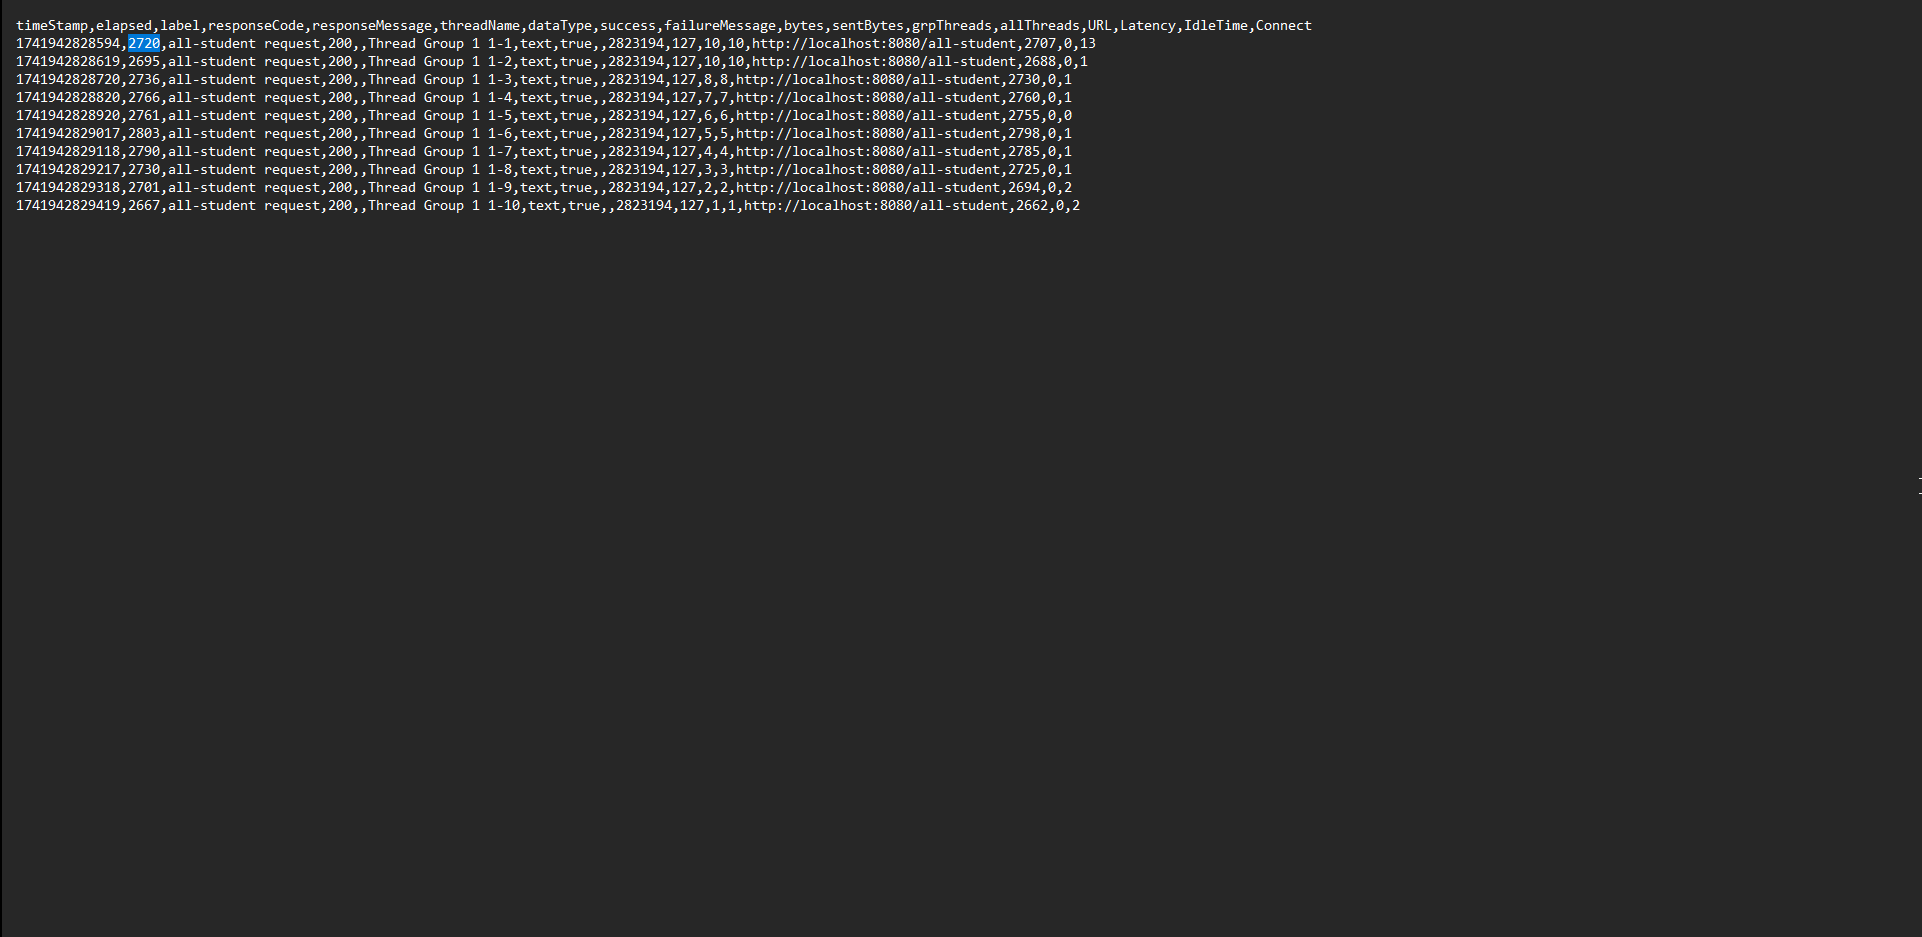 timeStamp,elapsed,label,responseCode,responseMessage,threadName,dataType,success,failureMessage,bytes,sentBytes,grpThreads,allThreads,URL,Latency,IdleTime,Connect
1741942828594,2720,all-student request,200,,Thread Group 1 1-1,text,true,,2823194,127,10,10,http://localhost:8080/all-student,2707,0,13
1741942828619,2695,all-student request,200,,Thread Group 1 1-2,text,true,,2823194,127,10,10,http://localhost:8080/all-student,2688,0,1
1741942828720,2736,all-student request,200,,Thread Group 1 1-3,text,true,,2823194,127,8,8,http://localhost:8080/all-student,2730,0,1
1741942828820,2766,all-student request,200,,Thread Group 1 1-4,text,true,,2823194,127,7,7,http://localhost:8080/all-student,2760,0,1
1741942828920,2761,all-student request,200,,Thread Group 1 1-5,text,true,,2823194,127,6,6,http://localhost:8080/all-student,2755,0,0
1741942829017,2803,all-student request,200,,Thread Group 1 1-6,text,true,,2823194,127,5,5,http://localhost:8080/all-student,2798,0,1
1741942829118,2790,all-student request,200,,Thread Group 1 1-7,text,true,,2823194,127,4,4,http://localhost:8080/all-student,2785,0,1
1741942829217,2730,all-student request,200,,Thread Group 1 1-8,text,true,,2823194,127,3,3,http://localhost:8080/all-student,2725,0,1
1741942829318,2701,all-student request,200,,Thread Group 1 1-9,text,true,,2823194,127,2,2,http://localhost:8080/all-student,2694,0,2
1741942829419,2667,all-student request,200,,Thread Group 1 1-10,text,true,,2823194,127,1,1,http://localhost:8080/all-student,2662,0,2